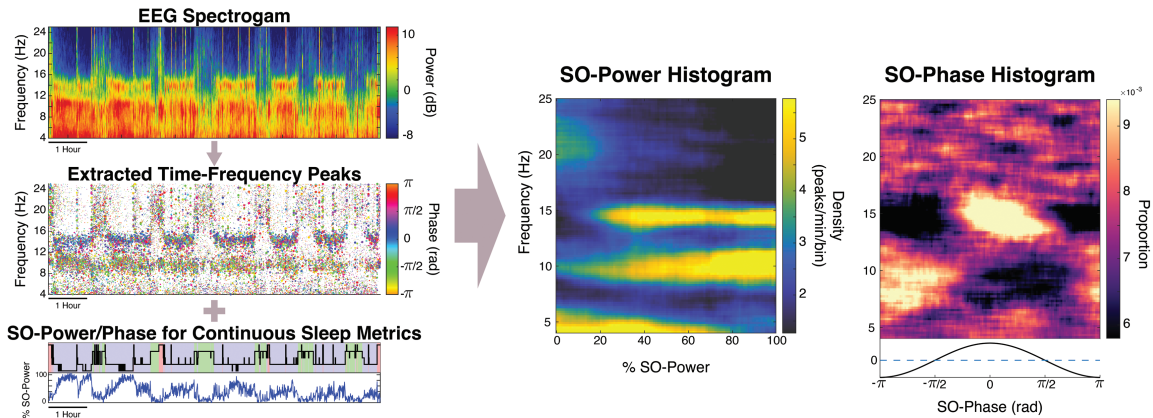 EEG Spectrogam
Frequency (Hz)
24
20
16
12
8
4
1 Hour
10
4
0
-4
-8
Power (dB)
Extracted Time-Frequency Peaks
Frequency (Hz)
24
20
16
12
8
4
1 Hour
π
π/2
0
-π/2
-π
Phase (rad)
SO-Power/Phase for Continuous Sleep Metrics
% SO-Power
100
0
1 Hour
SO-Power Histogram
Frequency (Hz)
25
20
15
10
5
0 20 40 60 80 100
% SO-Power
5
4
3
2
Density
(peaks/min/bin)
SO-Phase Histogram
25
20
15
10
5
0
-π -π/2 0 π/2 π
SO-Phase (rad)
×10⁻³
9
8
7
6
Proportion